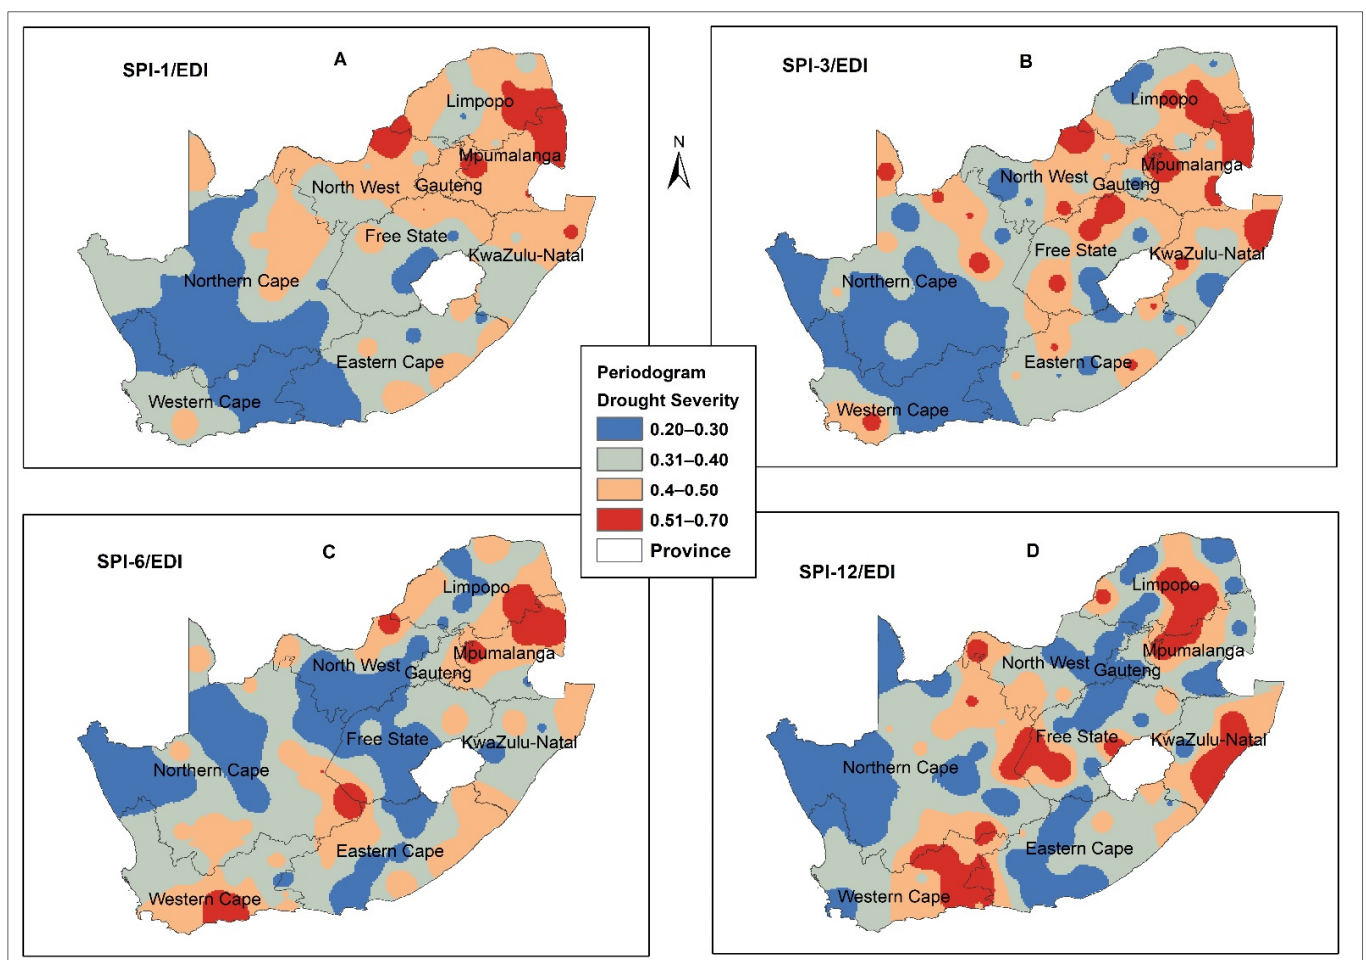 SPI-1/EDI
A
Limpopo
Mpumalanga
North West
Gauteng
Free State
KwaZulu-Natal
Northern Cape
Eastern Cape
Western Cape
N
SPI-3/EDI
B
Limpopo
Mpumalanga
North West
Gauteng
Free State
KwaZulu-Natal
Northern Cape
Eastern Cape
Western Cape
Periodogram
Drought Severity
0.20–0.30
0.31–0.40
0.4–0.50
0.51–0.70
Province
SPI-6/EDI
C
Limpopo
Mpumalanga
North West
Gauteng
Free State
KwaZulu-Natal
Northern Cape
Eastern Cape
Western Cape
SPI-12/EDI
D
Limpopo
Mpumalanga
North West
Gauteng
Free State
KwaZulu-Natal
Northern Cape
Eastern Cape
Western Cape